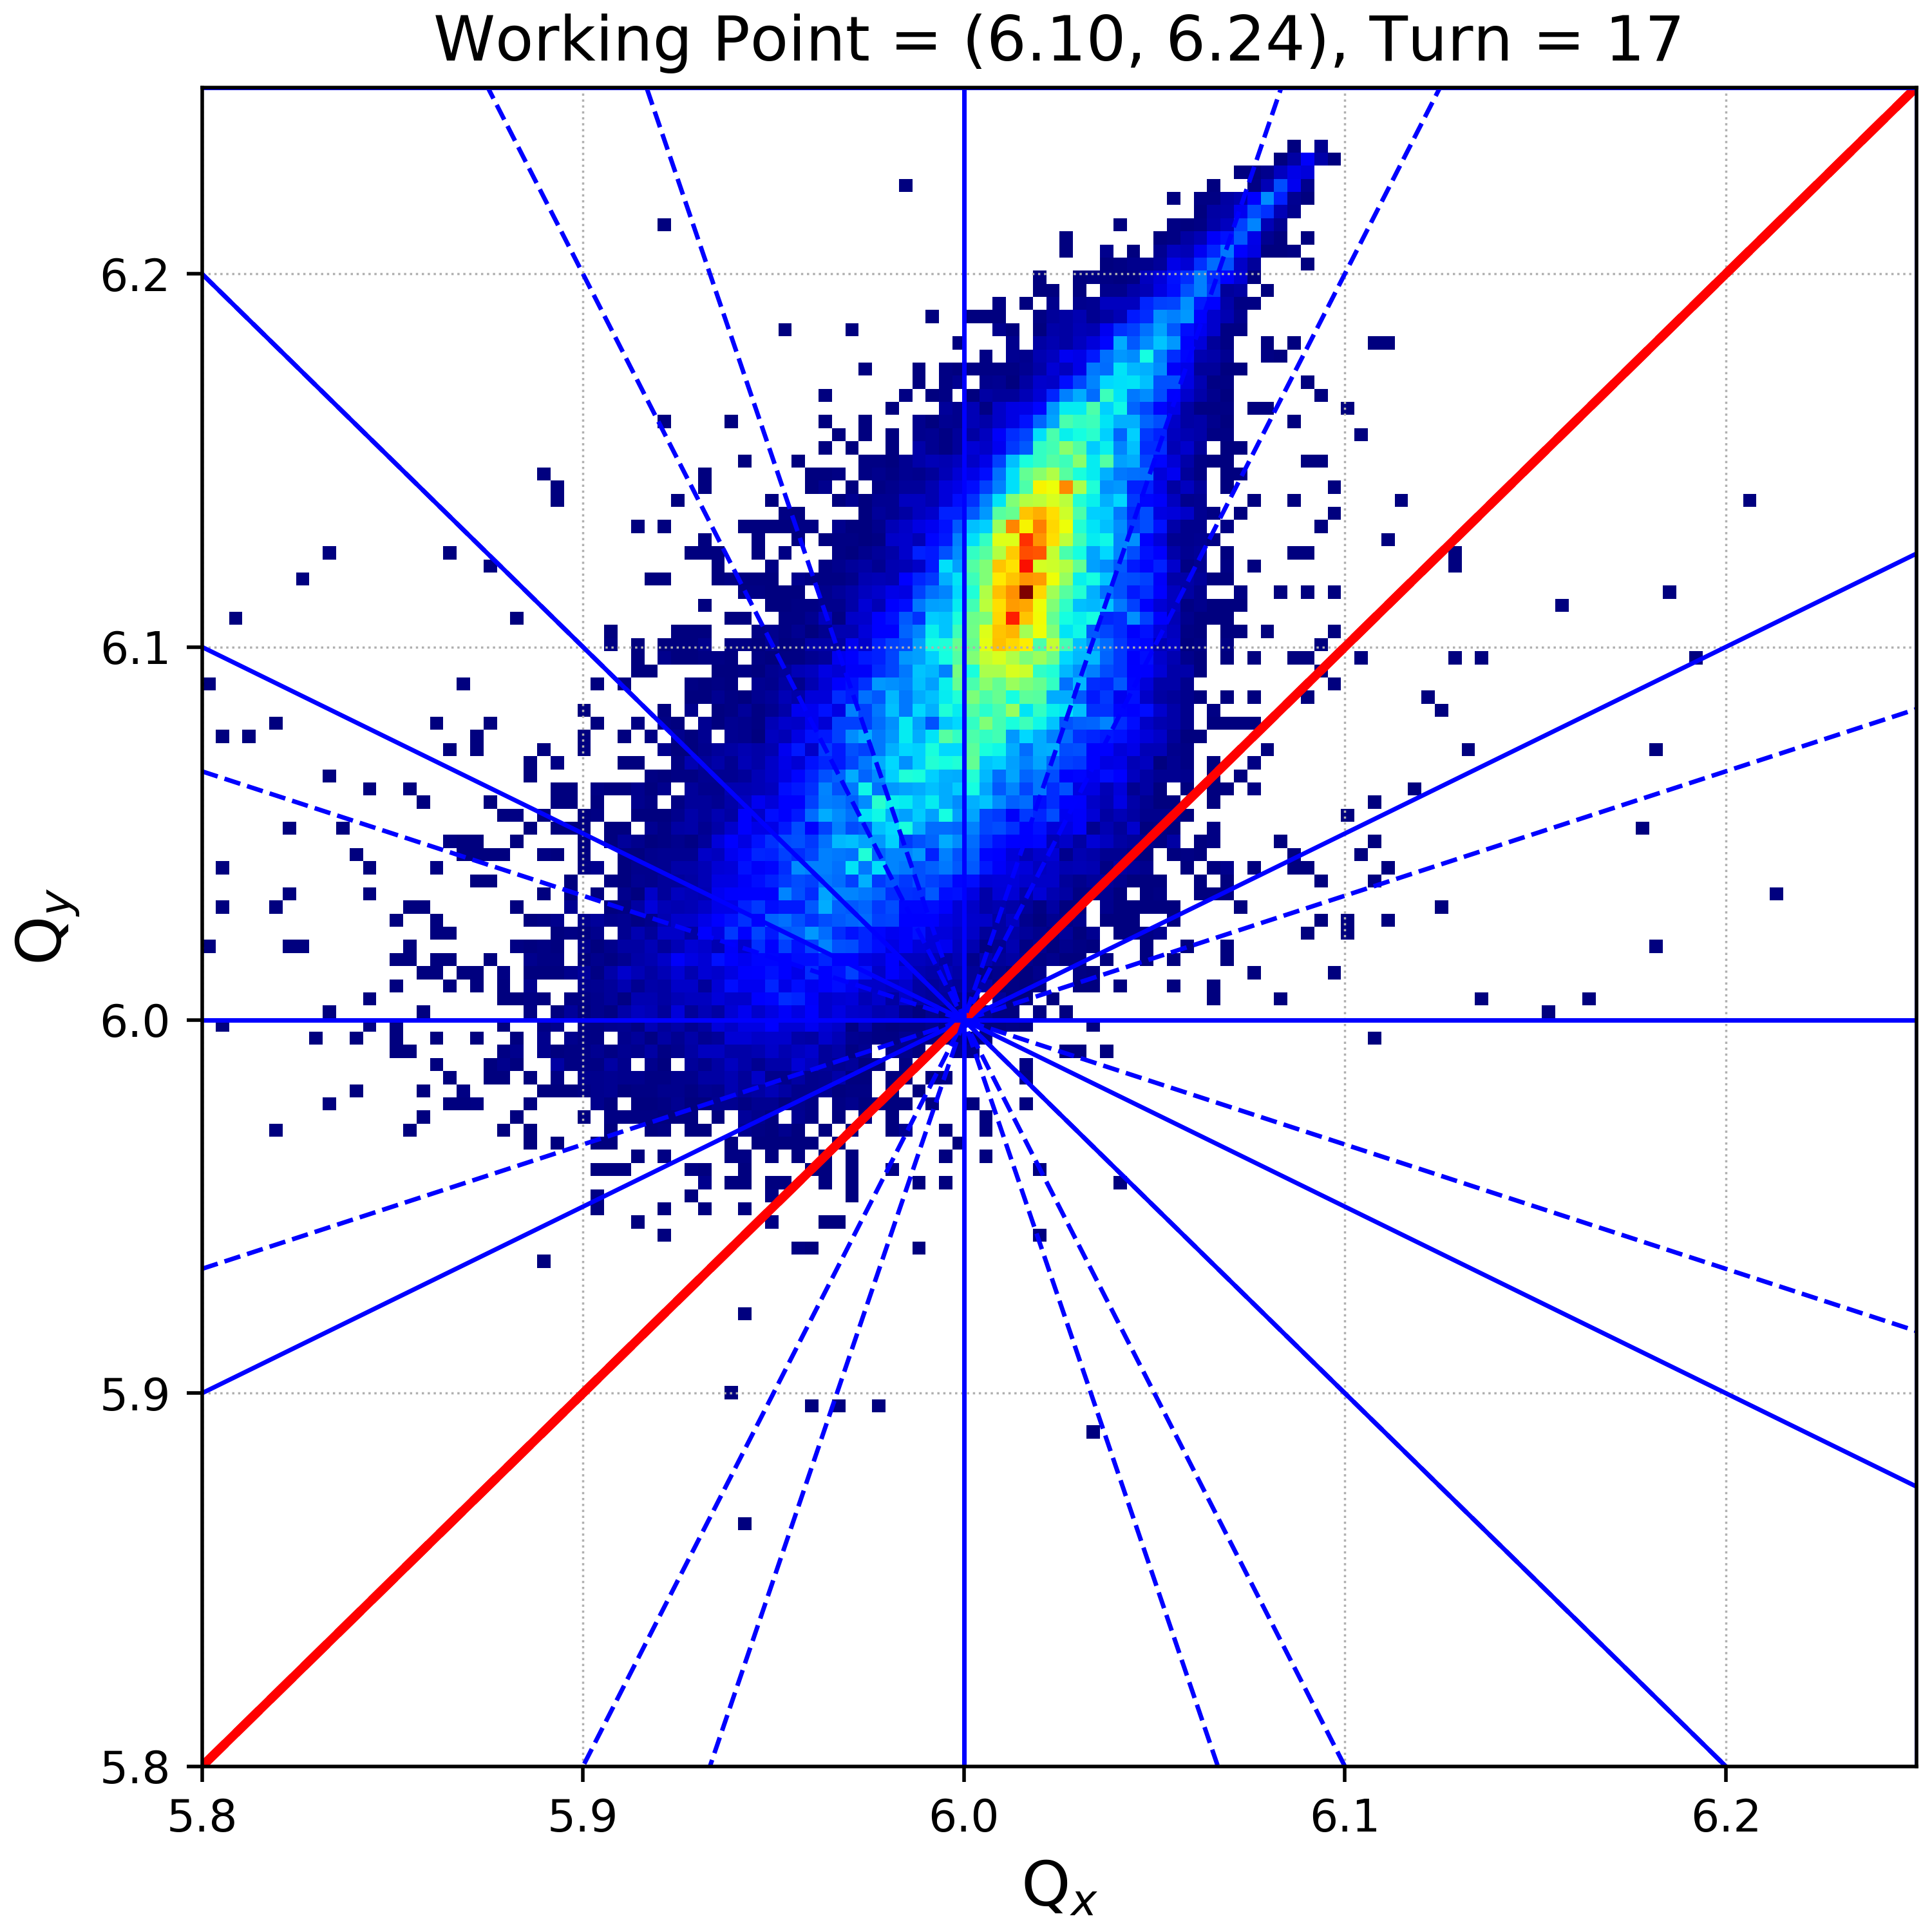 Working Point = (6.10, 6.24), Turn = 17
6.2
6.1
6.0
5.9
5.8
Qy
5.8 5.9 6.0 6.1 6.2
Qx